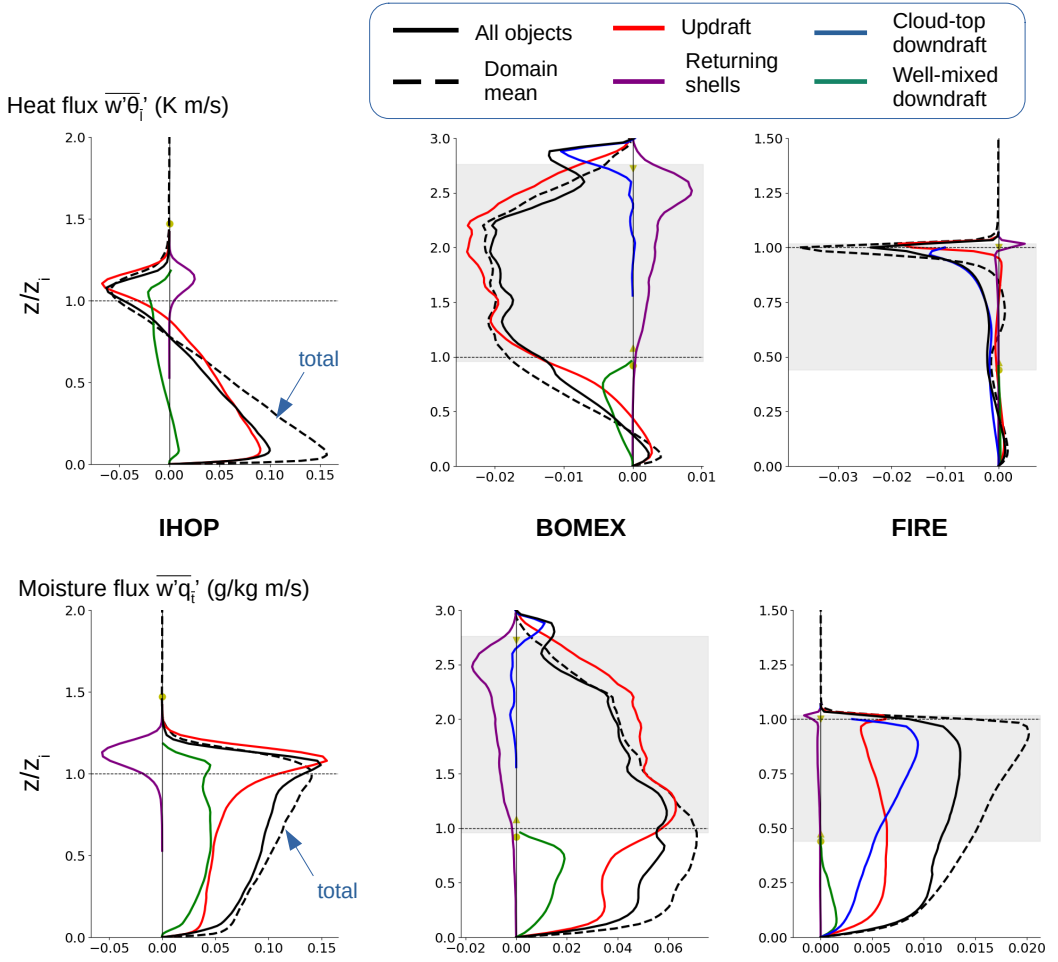 All objects
Updraft
Cloud-top
downdraft
Domain
mean
Returning
shells
Well-mixed
downdraft
Heat flux w'θl' (K m/s)
2.0
1.5
1.0
0.5
0.0
z/zi
total
−0.05 0.00 0.05 0.10 0.15
3.0
2.5
2.0
1.5
1.0
0.5
0.0
−0.02 −0.01 0.00 0.01
1.50
1.25
1.00
0.75
0.50
0.25
0.00
−0.03 −0.02 −0.01 0.00
IHOP
BOMEX
FIRE
Moisture flux w'qt' (g/kg m/s)
2.0
1.5
1.0
0.5
0.0
z/zi
total
−0.05 0.00 0.05 0.10 0.15
3.0
2.5
2.0
1.5
1.0
0.5
0.0
−0.02 0.00 0.02 0.04 0.06
1.50
1.25
1.00
0.75
0.50
0.25
0.00
0.000 0.005 0.010 0.015 0.020